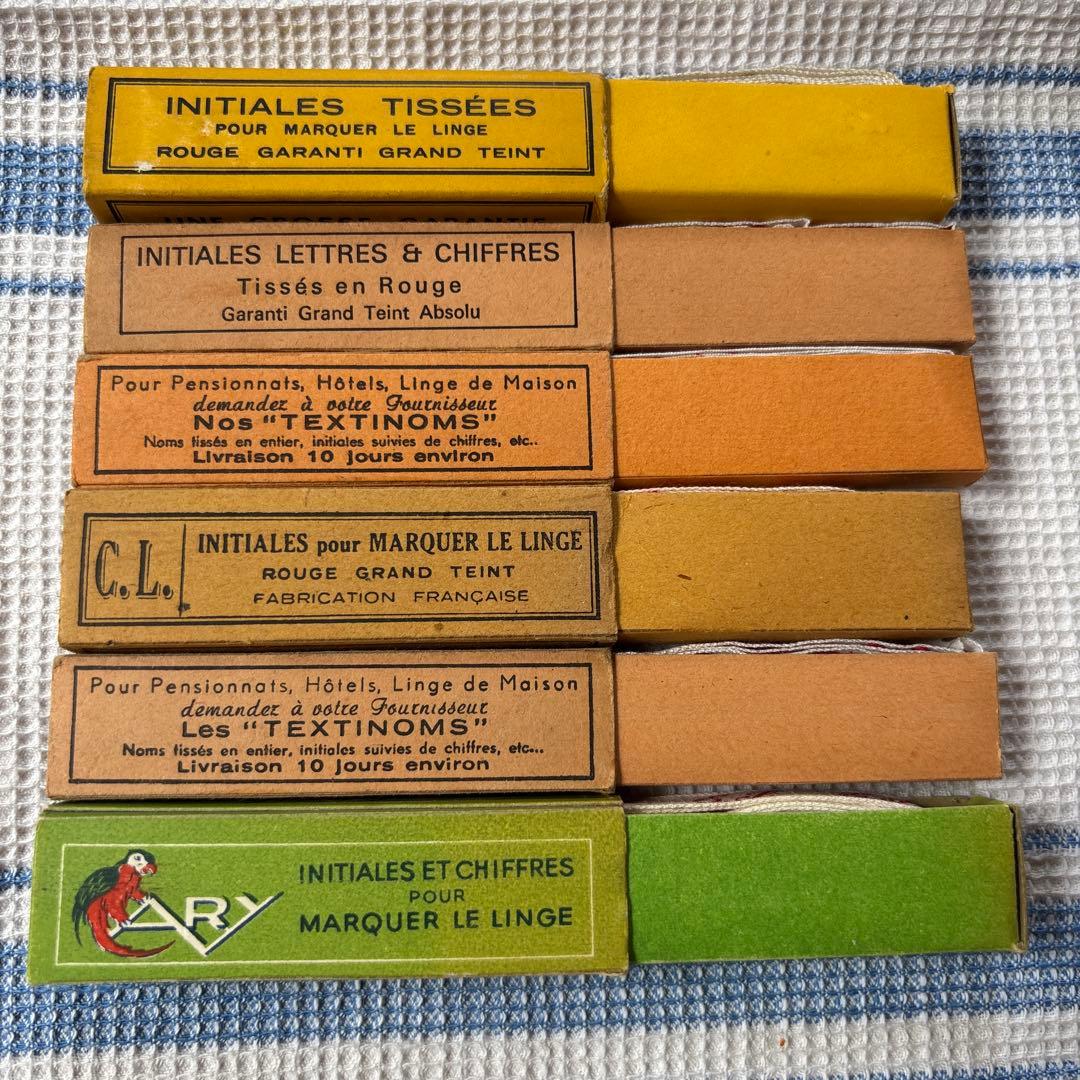 INITIALES TISSÉES
POUR MARQUER LE LINGE
ROUGE GARANTI GRAND TEINT
UNE GROSSE GARANTIE
INITIALES LETTRES & CHIFFRES
Tissés en Rouge
Garanti Grand Teint Absolu
Pour Pensionnats, Hôtels, Linge de Maison
demandez à votre Fournisseur
Nos "TEXTINOMS"
Noms tissés en entier, initiales suivies de chiffres, etc..
Livraison 10 jours environ
C.L.
INITIALES pour MARQUER LE LINGE
ROUGE GRAND TEINT
FABRICATION FRANÇAISE
Pour Pensionnats, Hôtels, Linge de Maison
demandez à votre Fournisseur
Les "TEXTINOMS"
Noms tissés en entier, initiales suivies de chiffres, etc...
Livraison 10 jours environ
ARY
INITIALES ET CHIFFRES
POUR
MARQUER LE LINGE